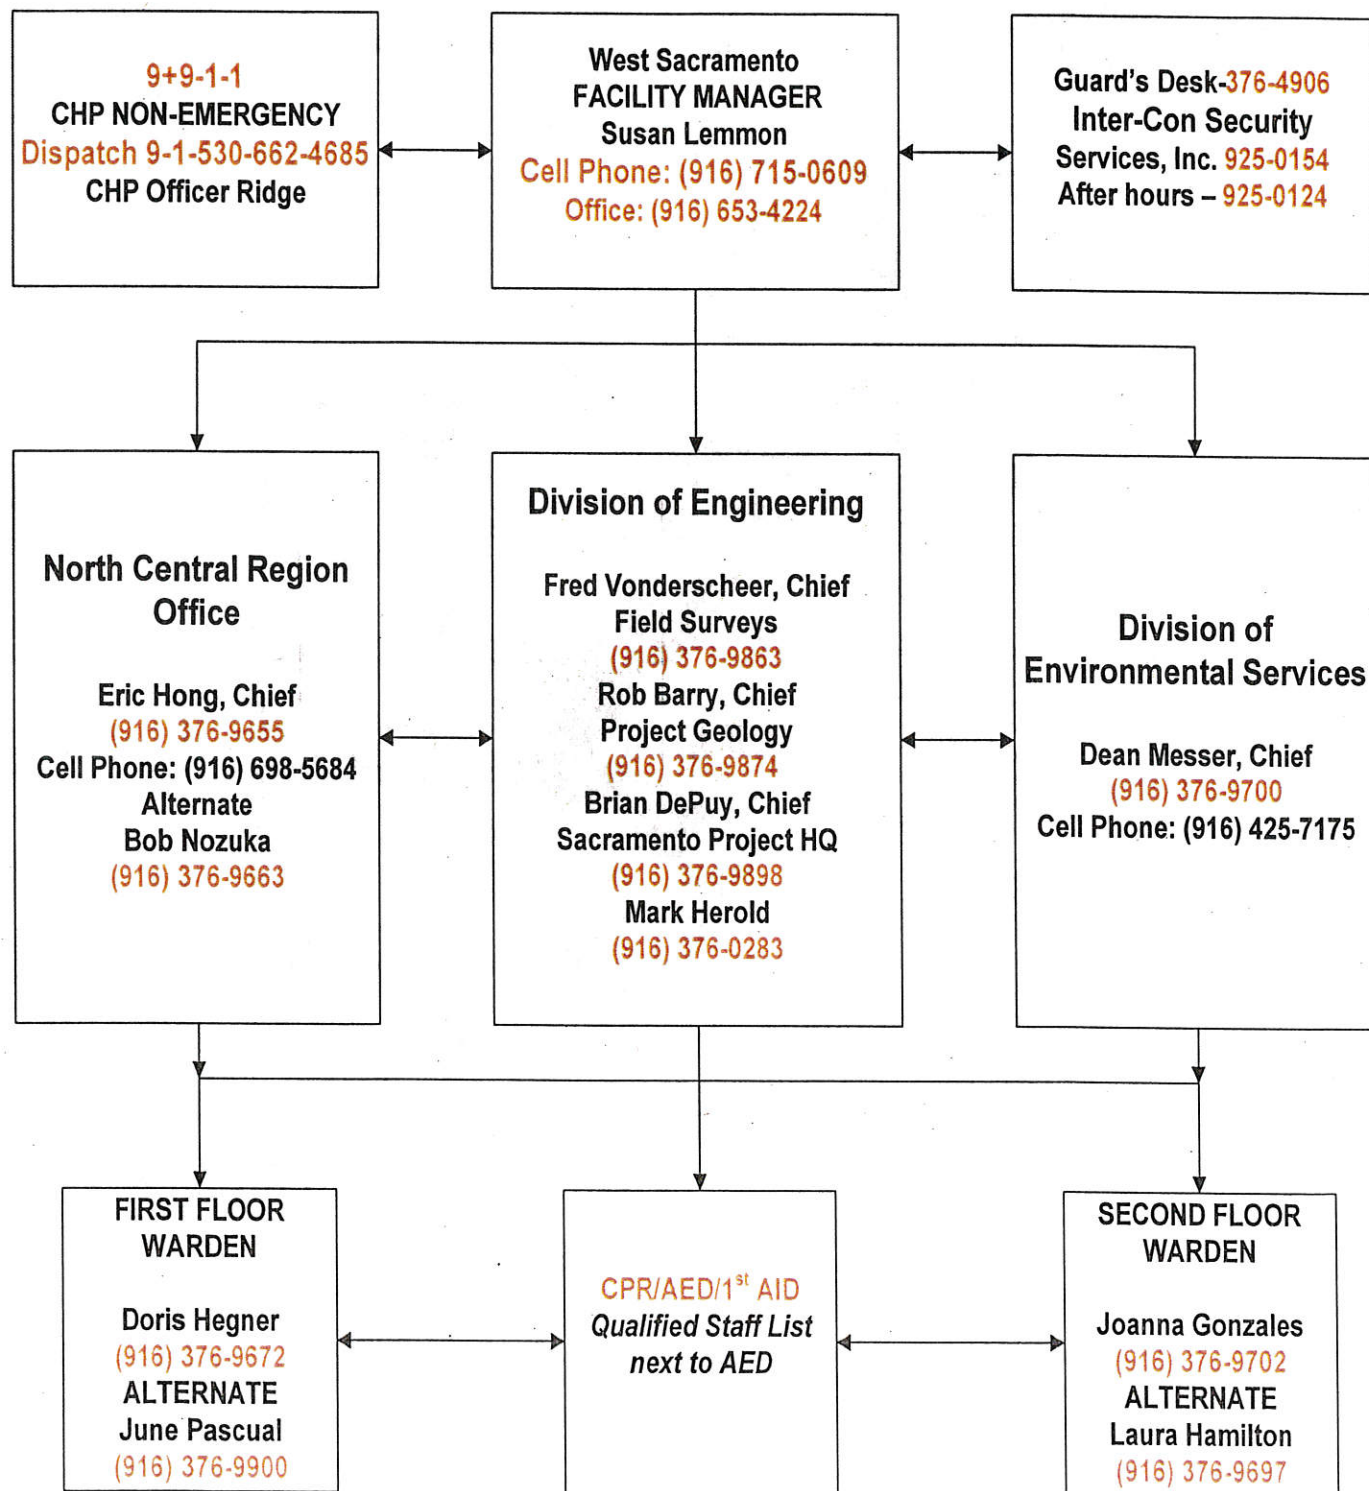 9+9-1-1
CHP NON-EMERGENCY
Dispatch 9-1-530-662-4685
CHP Officer Ridge
West Sacramento
FACILITY MANAGER
Susan Lemmon
Cell Phone: (916) 715-0609
Office: (916) 653-4224
Guard's Desk-376-4906
Inter-Con Security
Services, Inc. 925-0154
After hours – 925-0124
North Central Region
Office
Eric Hong, Chief
(916) 376-9655
Cell Phone: (916) 698-5684
Alternate
Bob Nozuka
(916) 376-9663
Division of Engineering
Fred Vonderscheer, Chief
Field Surveys
(916) 376-9863
Rob Barry, Chief
Project Geology
(916) 376-9874
Brian DePuy, Chief
Sacramento Project HQ
(916) 376-9898
Mark Herold
(916) 376-0283
Division of
Environmental Services
Dean Messer, Chief
(916) 376-9700
Cell Phone: (916) 425-7175
FIRST FLOOR
WARDEN
Doris Hegner
(916) 376-9672
ALTERNATE
June Pascual
(916) 376-9900
CPR/AED/1st AID
Qualified Staff List
next to AED
SECOND FLOOR
WARDEN
Joanna Gonzales
(916) 376-9702
ALTERNATE
Laura Hamilton
(916) 376-9697